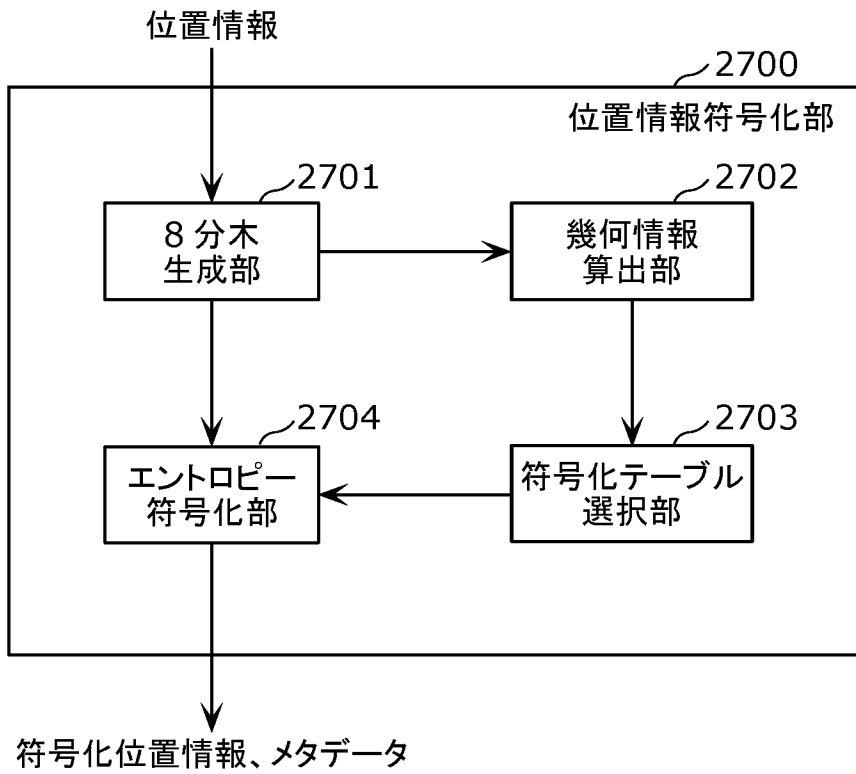 位置情報
2700
位置情報符号化部
2701
8分木
生成部
2702
幾何情報
算出部
2704
エントロピー
符号化部
2703
符号化テーブル
選択部
符号化位置情報、メタデータ